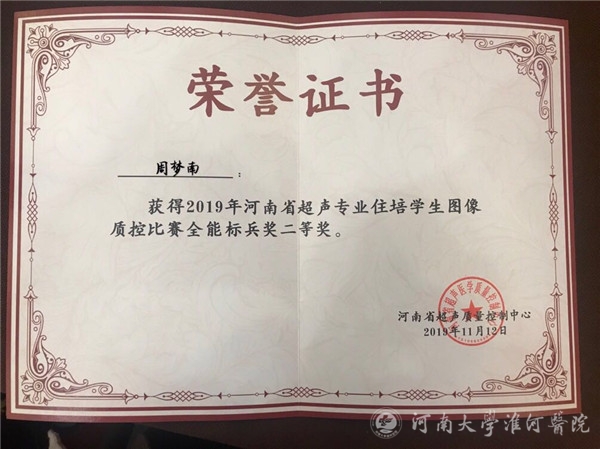 荣誉证书
周梦南：
获得2019年河南省超声专业住培学生图像
质控比赛全能标兵奖二等奖。
河南省超声质量控制中心
2019年11月12日
河南大學淮河醫院